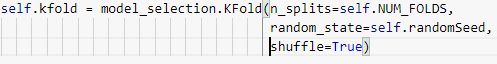 self.kfold = model_selection.KFold(n_splits=self.NUM_FOLDS,
random_state=self.randomSeed,
shuffle=True)